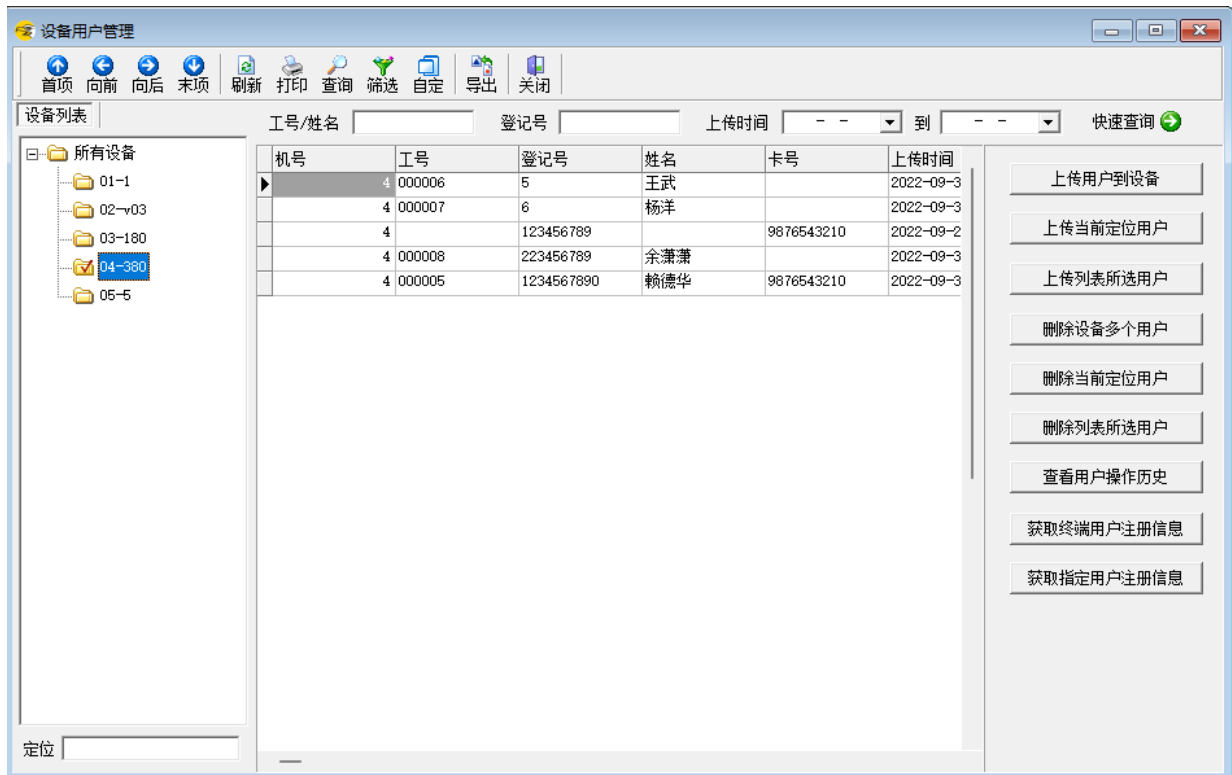 设备用户管理
首项 向前 向后 末项 刷新 打印 查询 筛选 自定 导出 关闭
设备列表
工号/姓名 登记号 上传时间 - - 到 - - 快速查询
所有设备
01-1
02-v03
03-180
04-380
05-5
机号 工号 登记号 姓名 卡号 上传时间
4 000006 5 王武 2022-09-3
4 000007 6 杨洋 2022-09-3
4 123456789 9876543210 2022-09-2
4 000008 223456789 余潇潇 2022-09-3
4 000005 1234567890 赖德华 9876543210 2022-09-3
上传用户到设备
上传当前定位用户
上传列表所选用户
删除设备多个用户
删除当前定位用户
删除列表所选用户
查看用户操作历史
获取终端用户注册信息
获取指定用户注册信息
定位